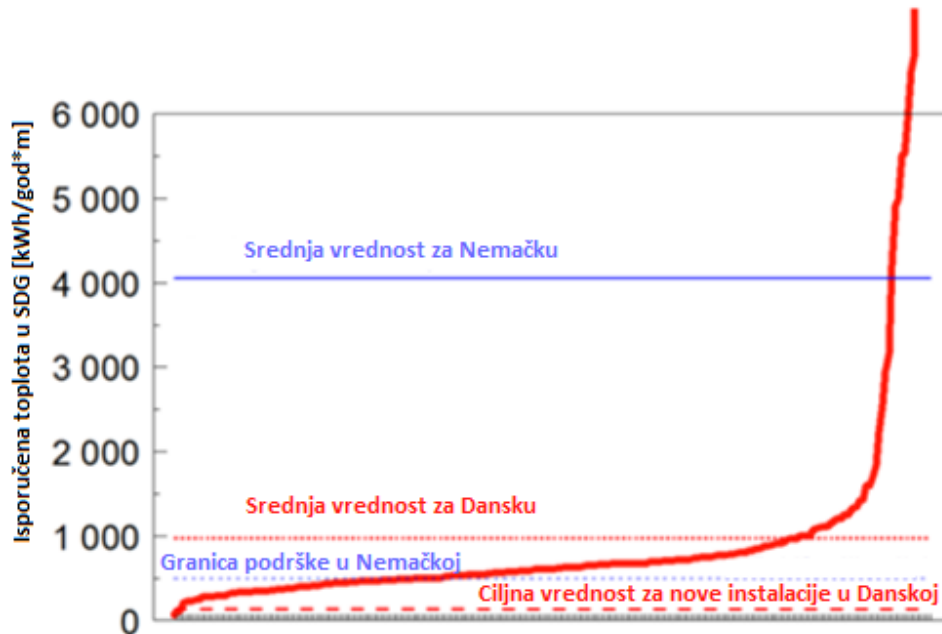 Isporučena toplota u SDG [kWh/god*m]
6 000
5 000
Srednja vrednost za Nemačku
4 000
3 000
2 000
Srednja vrednost za Dansku
1 000
Granica podrške u Nemačkoj
Ciljna vrednost za nove instalacije u Danskoj
0